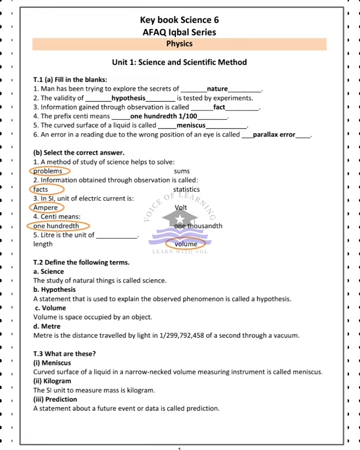 Key book Science 6
AFAQ Iqbal Series
Physics
Unit 1: Science and Scientific Method
T.1 (a) Fill in the blanks:
1. Man has been trying to explore the secrets of _______nature_________.
2. The validity of _______hypothesis________ is tested by experiments.
3. Information gained through observation is called ______fact_________.
4. The prefix centi means _____one hundredth 1/100________.
5. The curved surface of a liquid is called _____meniscus___________.
6. An error in a reading due to the wrong position of an eye is called ___parallax error____.
(b) Select the correct answer.
1. A method of study of science helps to solve:
problems sums
2. Information obtained through observation is called:
facts statistics
3. In SI, unit of electric current is:
Ampere Volt
4. Centi means:
one hundredth one thousandth
5. Litre is the unit of ____________.
length volume
VOICE OF LEARNING
LEARN WITH VOL
T.2 Define the following terms.
a. Science
The study of natural things is called science.
b. Hypothesis
A statement that is used to explain the observed phenomenon is called a hypothesis.
c. Volume
Volume is space occupied by an object.
d. Metre
Metre is the distance travelled by light in 1/299,792,458 of a second through a vacuum.
T.3 What are these?
(i) Meniscus
Curved surface of a liquid in a narrow-necked volume measuring instrument is called meniscus.
(ii) Kilogram
The SI unit to measure mass is kilogram.
(iii) Prediction
A statement about a future event or data is called prediction.